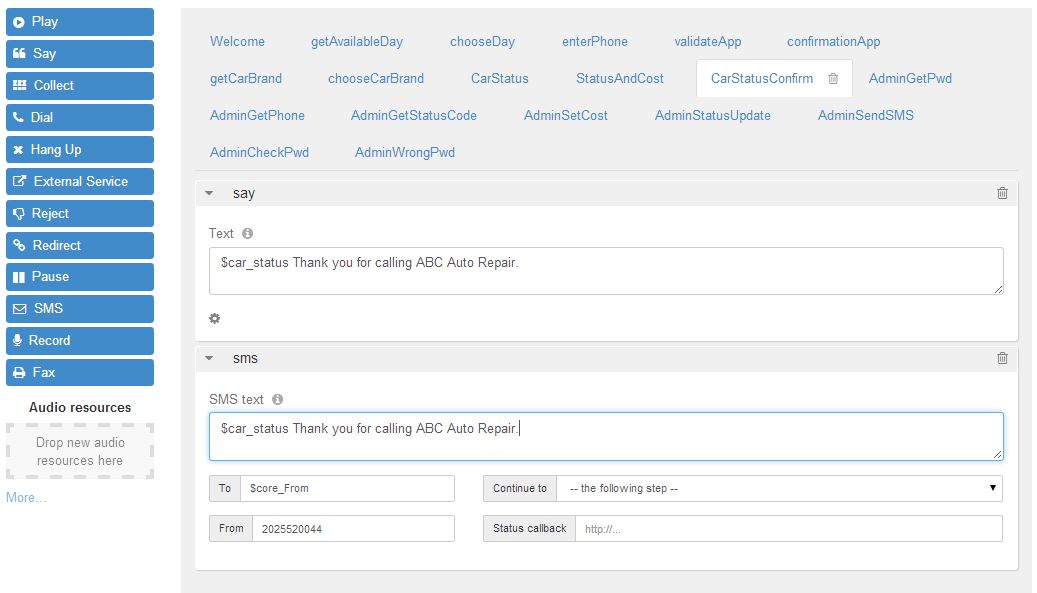 Play
Say
Collect
Dial
Hang Up
External Service
Reject
Redirect
Pause
SMS
Record
Fax
Audio resources
Drop new audio
resources here
More...
Welcome getAvailableDay chooseDay enterPhone validateApp confirmationApp
getCarBrand chooseCarBrand CarStatus StatusAndCost CarStatusConfirm AdminGetPwd
AdminGetPhone AdminGetStatusCode AdminSetCost AdminStatusUpdate AdminSendSMS
AdminCheckPwd AdminWrongPwd
say
Text
$car_status Thank you for calling ABC Auto Repair.
sms
SMS text
$car_status Thank you for calling ABC Auto Repair.
To $core_From Continue to -- the following step --
From 2025520044 Status callback http://...